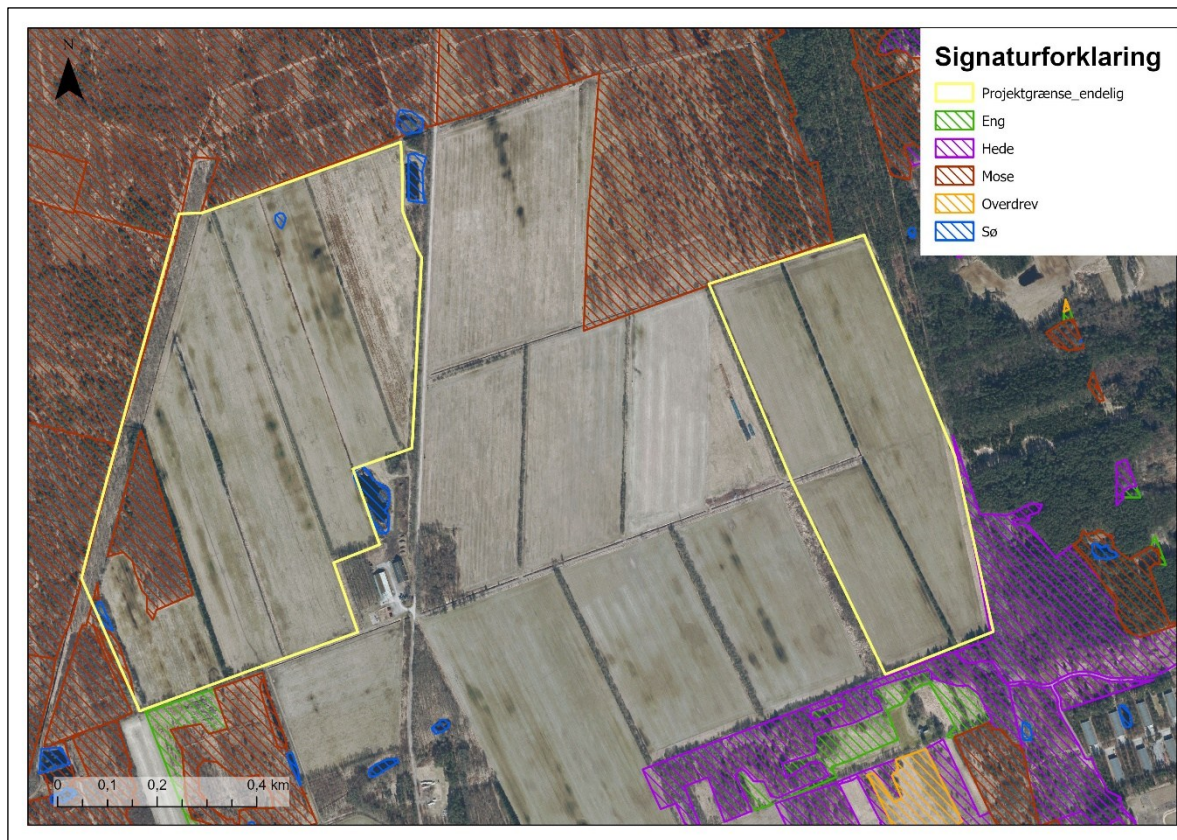 N
Signaturforklaring
Projektgrænse_endelig
Eng
Hede
Mose
Overdrev
Sø
0 0,1 0,2 0,4 km